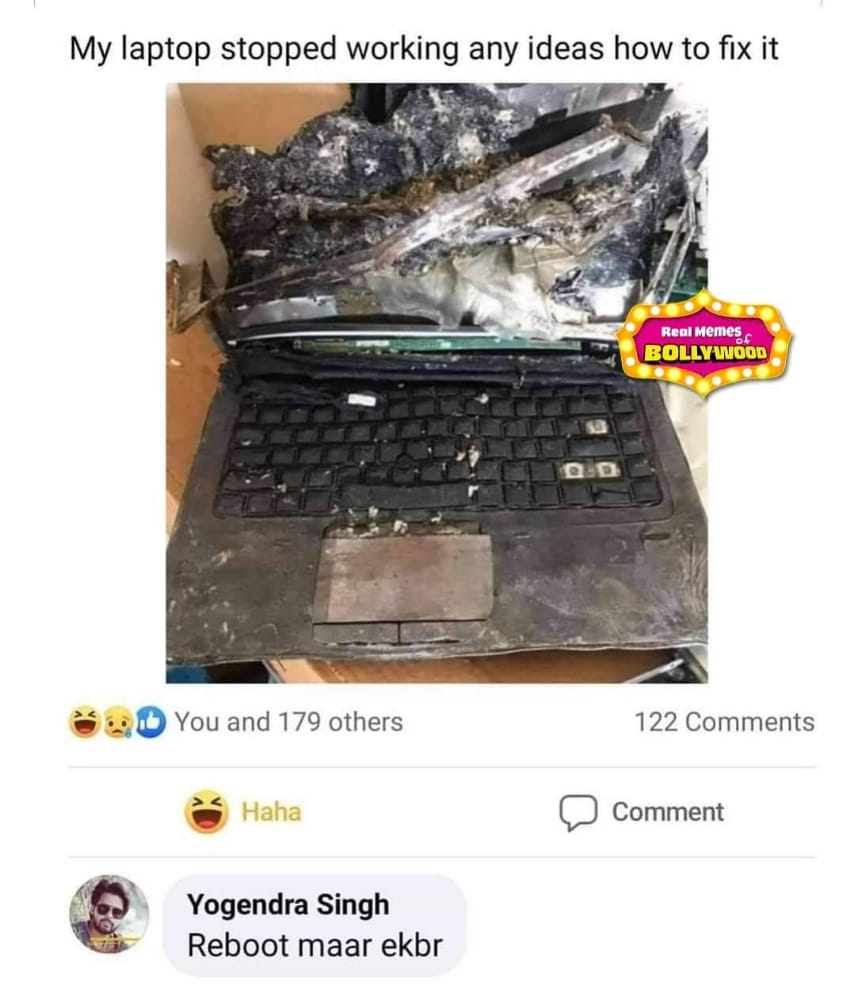 My laptop stopped working any ideas how to fix it
Real Memes
of
BOLLYWOOD
You and 179 others
122 Comments
Haha
Comment
Yogendra Singh
Reboot maar ekbr